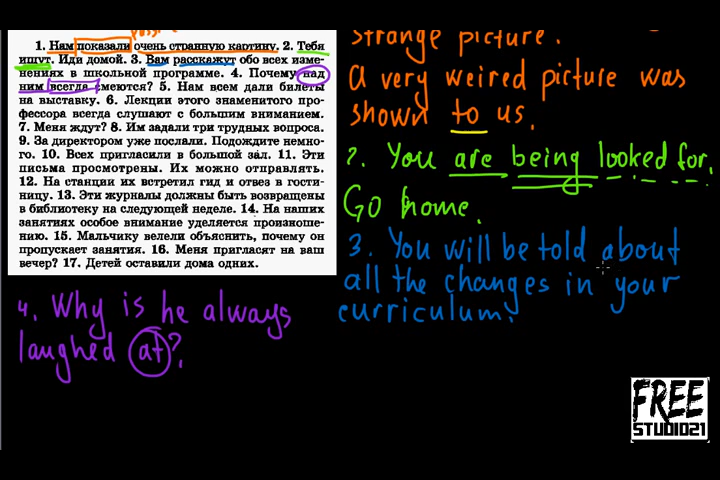 1. Нам показали очень странную картину. 2. Тебя
ищут. Иди домой. 3. Вам расскажут обо всех изме-
нениях в школьной программе. 4. Почему над
ним всегда смеются? 5. Нам всем дали билеты
на выставку. 6. Лекции этого знаменитого про-
фессора всегда слушают с большим вниманием.
7. Меня ждут? 8. Им задали три трудных вопроса.
9. За директором уже послали. Подождите немно-
го. 10. Всех пригласили в большой зал. 11. Эти
письма просмотрены. Их можно отправлять.
12. На станции их встретил гид и отвез в гости-
ницу. 13. Эти журналы должны быть возвращены
в библиотеку на следующей неделе. 14. На наших
занятиях особое внимание уделяется произноше-
нию. 15. Мальчику велели объяснить, почему он
пропускает занятия. 16. Меня пригласят на ваш
вечер? 17. Детей оставили дома одних.
strange picture.
A very weired picture was
shown to us.
2. You are being looked for.
Go home.
3. You will be told about
all the changes in your
curriculum.
4. Why is he always
laughed at?
FREE
STUDIO21